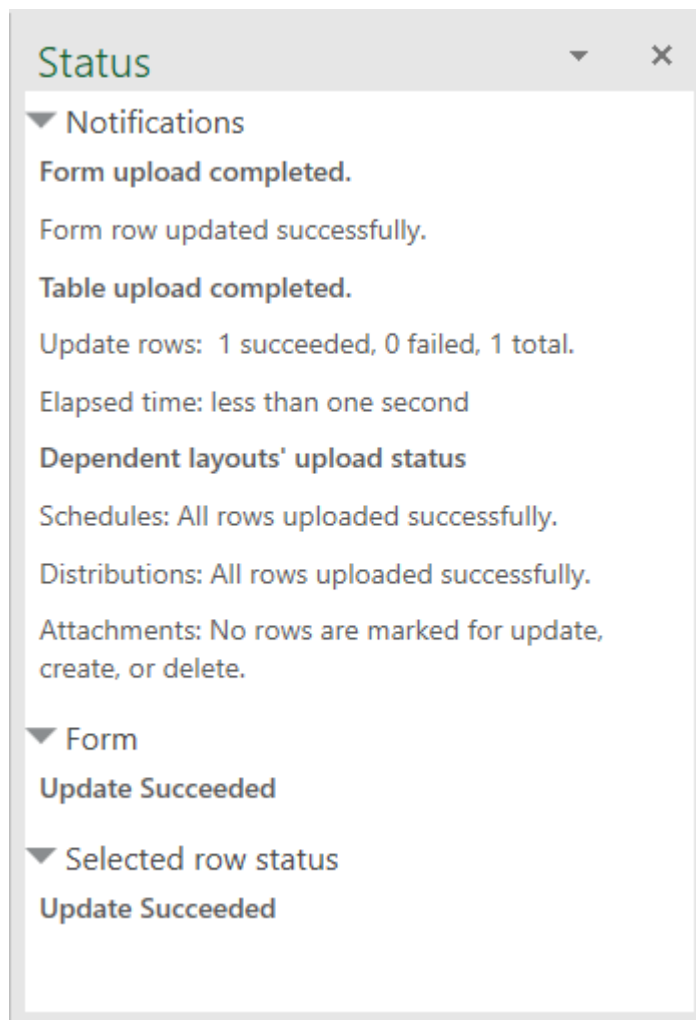 Status
Notifications
Form upload completed.
Form row updated successfully.
Table upload completed.
Update rows:  1 succeeded, 0 failed, 1 total.
Elapsed time: less than one second
Dependent layouts' upload status
Schedules: All rows uploaded successfully.
Distributions: All rows uploaded successfully.
Attachments: No rows are marked for update,
create, or delete.
Form
Update Succeeded
Selected row status
Update Succeeded